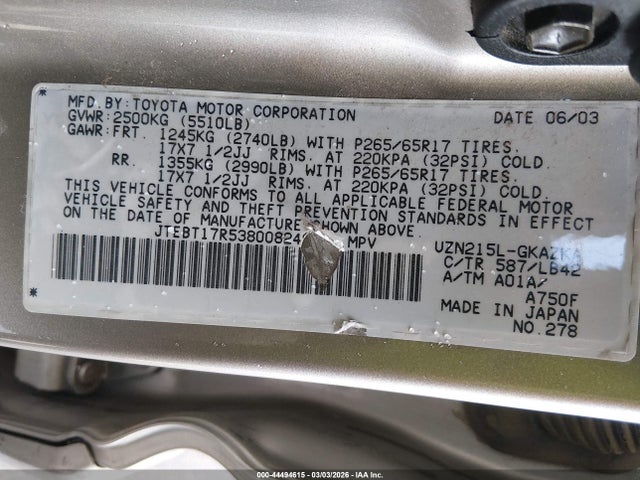 MFD.BY:TOYOTA MOTOR CORPORATION DATE 06/03
GVWR:2500KG (5510LB)
GAWR:FRT. 1245KG (2740LB) WITH P265/65R17 TIRES.
17X7 1/2JJ RIMS. AT 220KPA (32PSI) COLD.
RR. 1355KG (2990LB) WITH P265/65R17 TIRES.
17X7 1/2JJ RIMS. AT 220KPA (32PSI) COLD.
THIS VEHICLE CONFORMS TO ALL APPLICABLE FEDERAL MOTOR
VEHICLE SAFETY AND THEFT PREVENTION STANDARDS IN EFFECT
ON THE DATE OF MANUFACTURE SHOWN ABOVE.
JTEBT17R53800824 MPV UZN215L-GKAZKA
C/TR 587/LB42
A/TM A01A/
A750F
MADE IN JAPAN
NO.278
000-44494615 - 03/03/2026 - IAAI, Inc.